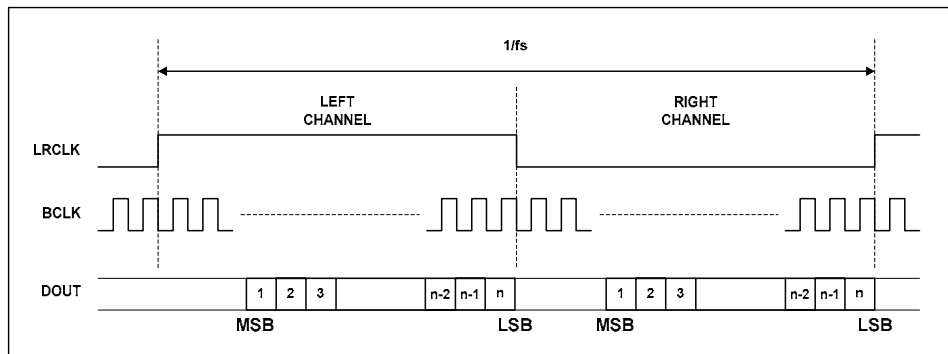 1/fs
LEFT
CHANNEL
RIGHT
CHANNEL
LRCLK
BCLK
DOUT
1 2 3 n-2 n-1 n 1 2 3 n-2 n-1 n
MSB LSB MSB LSB